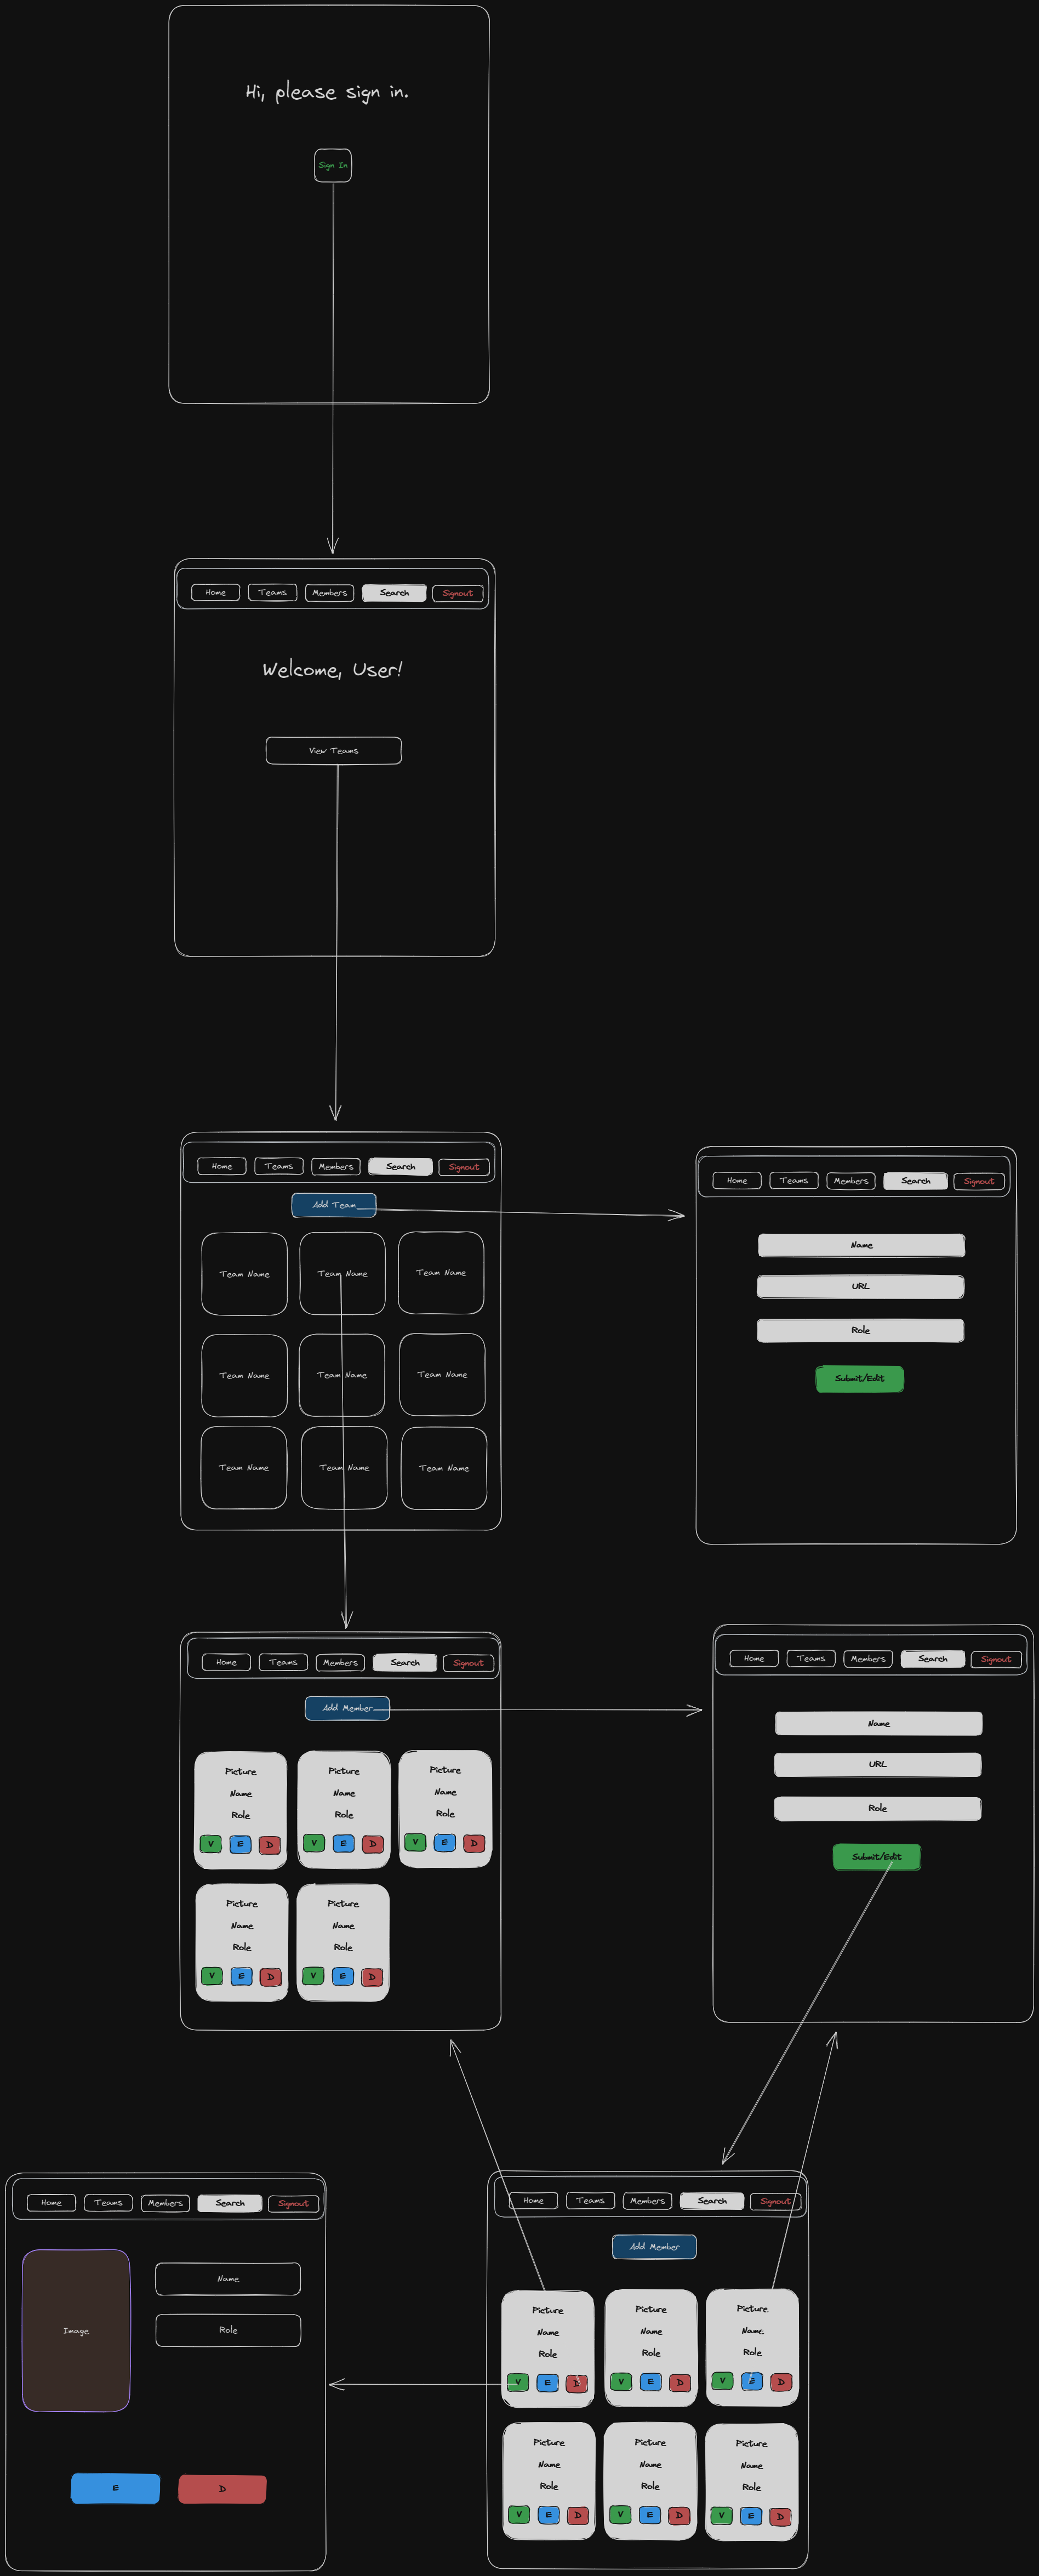 Hi, please sign in.
Sign In
Home Teams Members Search Signout
Welcome, User!
View Teams
Home Teams Members Search Signout
Add Team
Team Name Team Name Team Name
Team Name Team Name Team Name
Team Name Team Name Team Name
Home Teams Members Search Signout
Name
URL
Role
Submit/Edit
Home Teams Members Search Signout
Add Member
Picture Picture Picture
Name Name Name
Role Role Role
V E D V E D V E D
Picture Picture
Name Name
Role Role
V E D V E D
Home Teams Members Search Signout
Name
URL
Role
Submit/Edit
Home Teams Members Search Signout
Image
Name
Role
E D
Home Teams Members Search Signout
Add Member
Picture Picture Picture
Name Name Name
Role Role Role
V E D V E D V E D
Picture Picture Picture
Name Name Name
Role Role Role
V E D V E D V E D